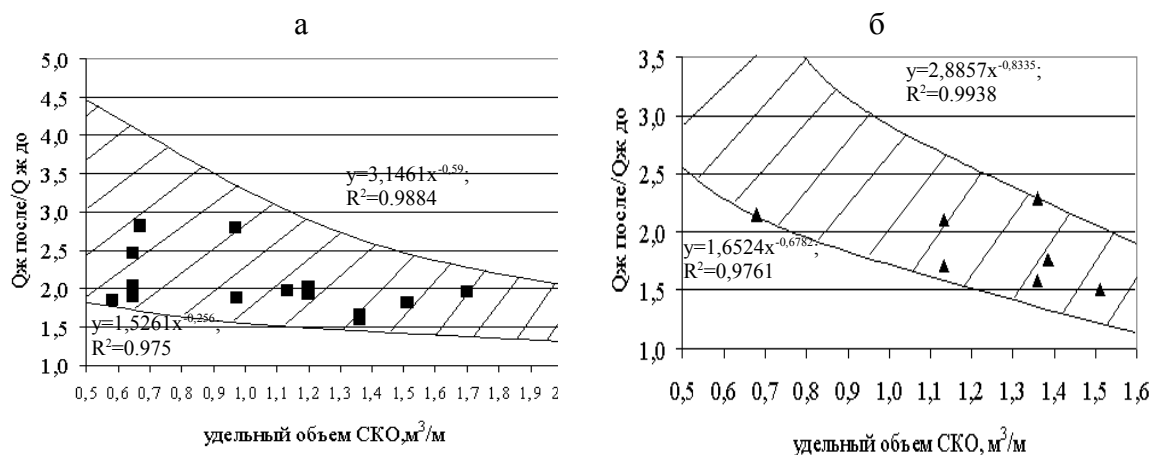 а
Qж после/Q ж до
5,0
4,5
4,0
3,5
3,0
2,5
2,0
1,5
1,0
y=3,1461x^-0.59;
R²=0.9884
y=1,5261x^-0,256;
R²=0.975
0,5 0,6 0,7 0,8 0,9 1,0 1,1 1,2 1,3 1,4 1,5 1,6 1,7 1,8 1,9 2
удельный объем СКО,м³/м
б
Qж после/Qж до
3,5
3,0
2,5
2,0
1,5
1,0
y=2,8857x^-0,8335;
R²=0.9938
y=1,6524x^-0,6782;
R²=0,9761
0,5 0,6 0,7 0,8 0,9 1,0 1,1 1,2 1,3 1,4 1,5 1,6
удельный объем СКО, м³/м